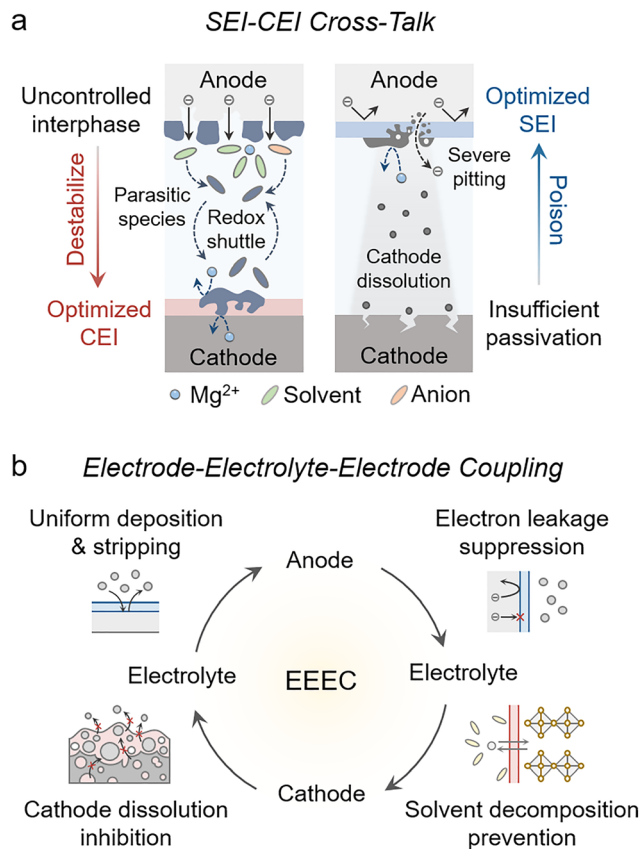 a
SEI-CEI Cross-Talk
Uncontrolled
interphase
Destabilize
Optimized
CEI
Anode
Parasitic
species
Redox
shuttle
Cathode
Anode
Severe
pitting
Cathode
dissolution
Cathode
Optimized
SEI
Poison
Insufficient
passivation
Mg²⁺
Solvent
Anion
b
Electrode-Electrolyte-Electrode Coupling
Uniform deposition
& stripping
Anode
Electron leakage
suppression
Electrolyte
EEEC
Electrolyte
Cathode
Cathode dissolution
inhibition
Solvent decomposition
prevention